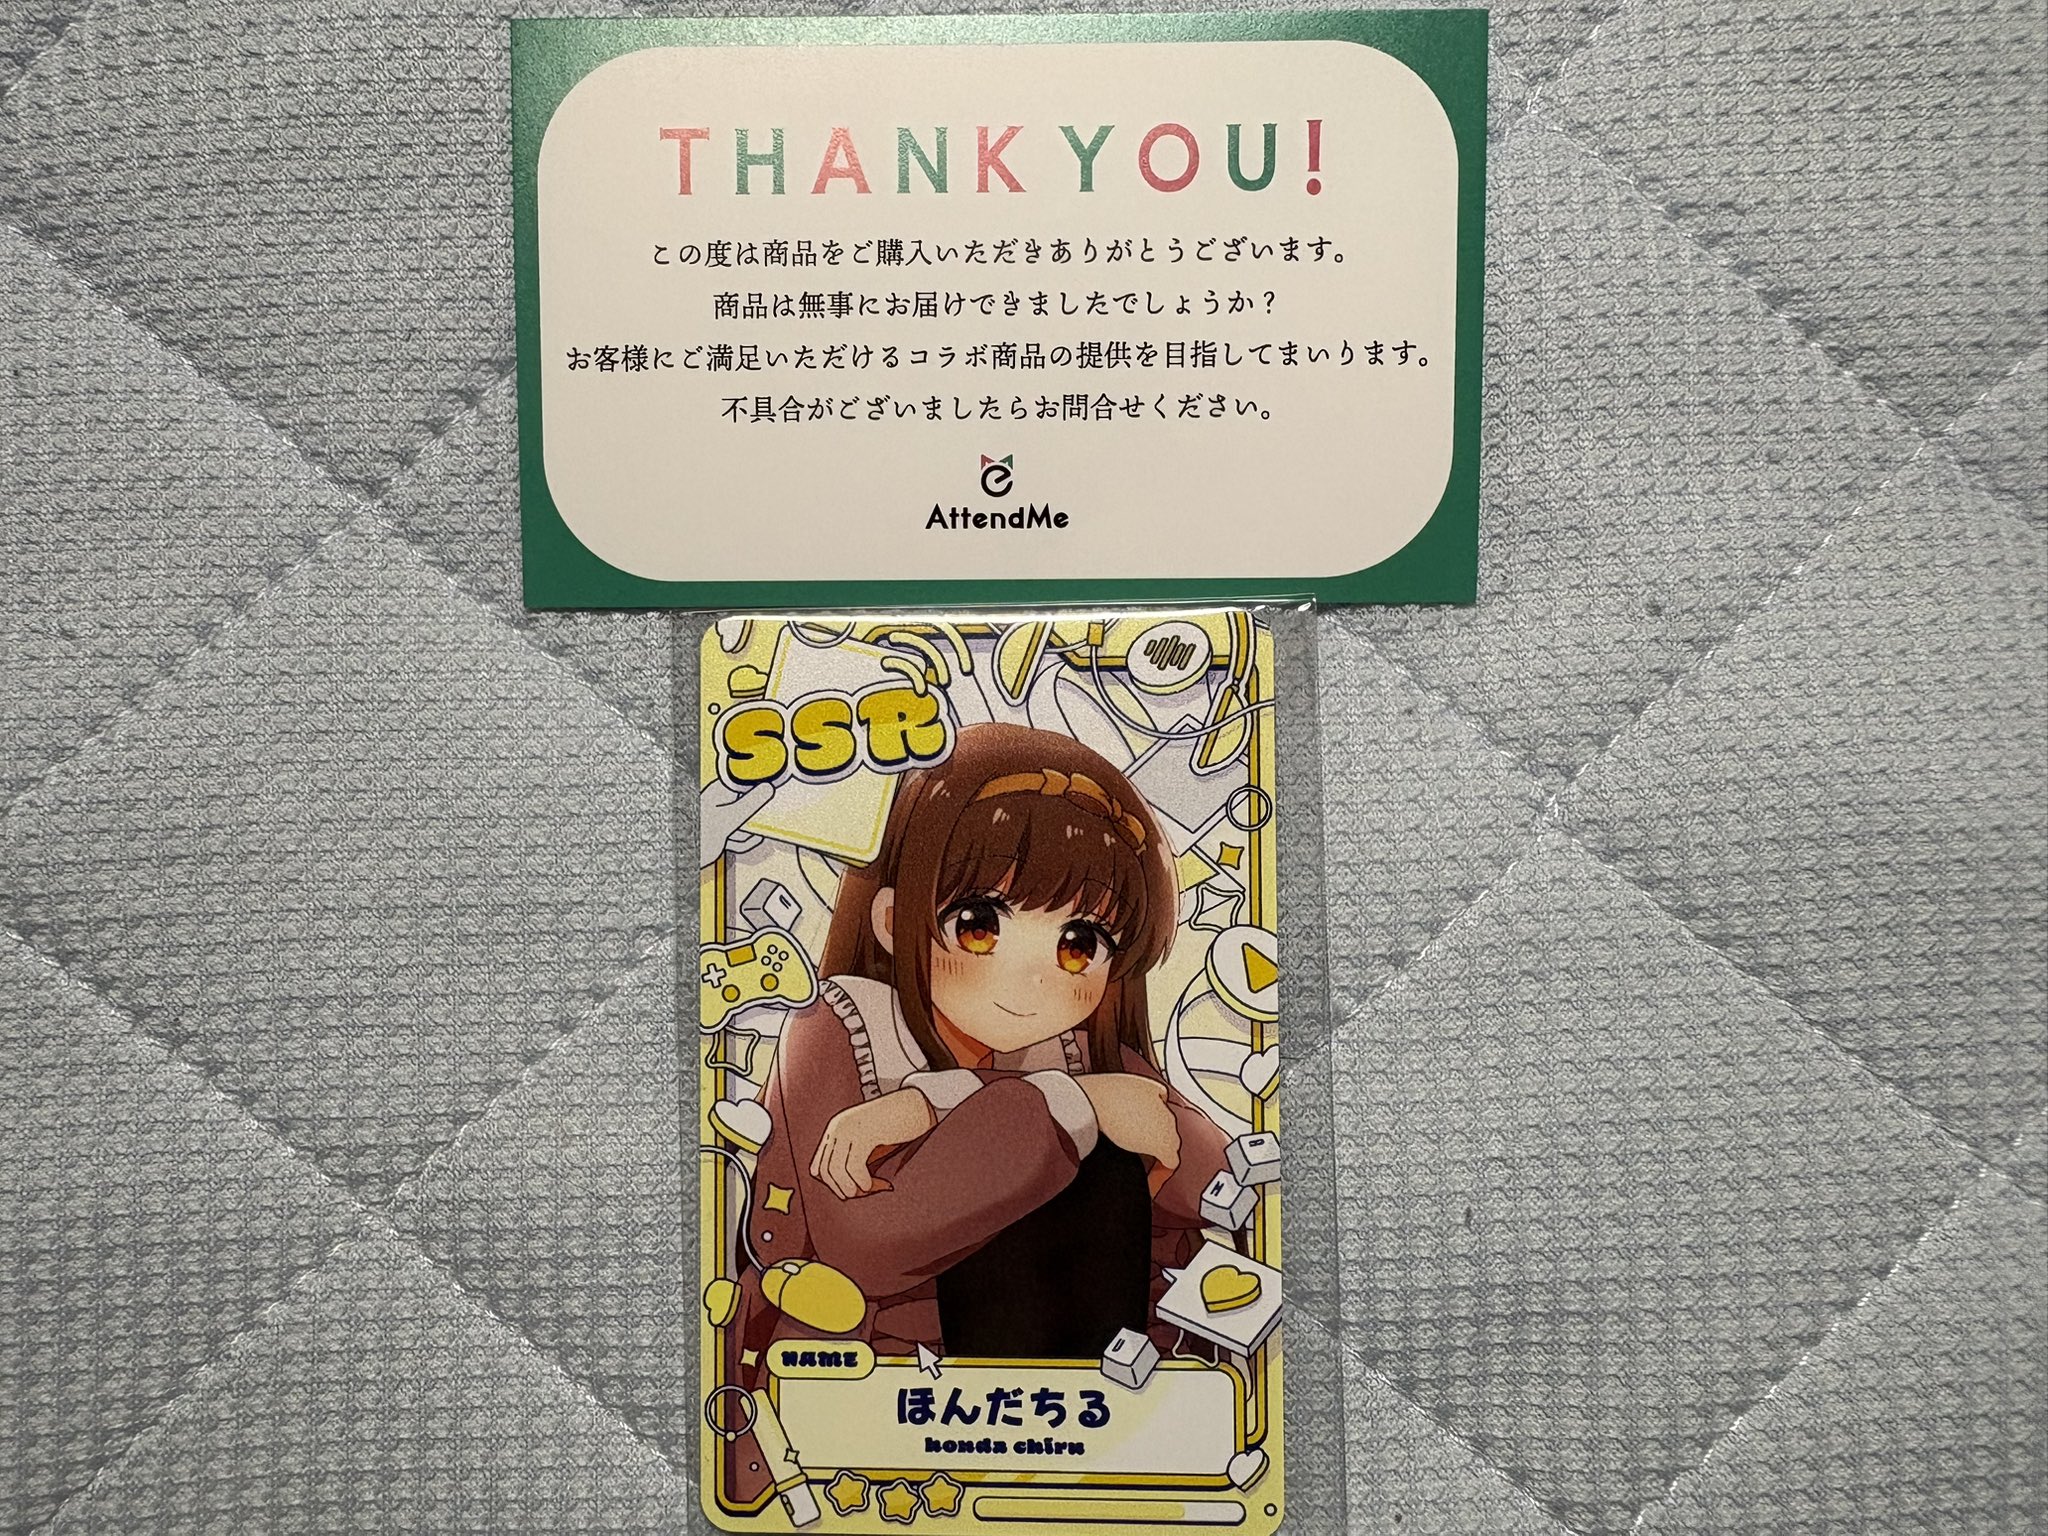 THANK YOU!
この度は商品をご購入いただきありがとうございます。
商品は無事にお届けできましたでしょうか？
お客様にご満足いただけるコラボ商品の提供を目指してまいります。
不具合がございましたらお問合せください。
AttendMe
SSR
NAME
ほんだちる
honda chiru